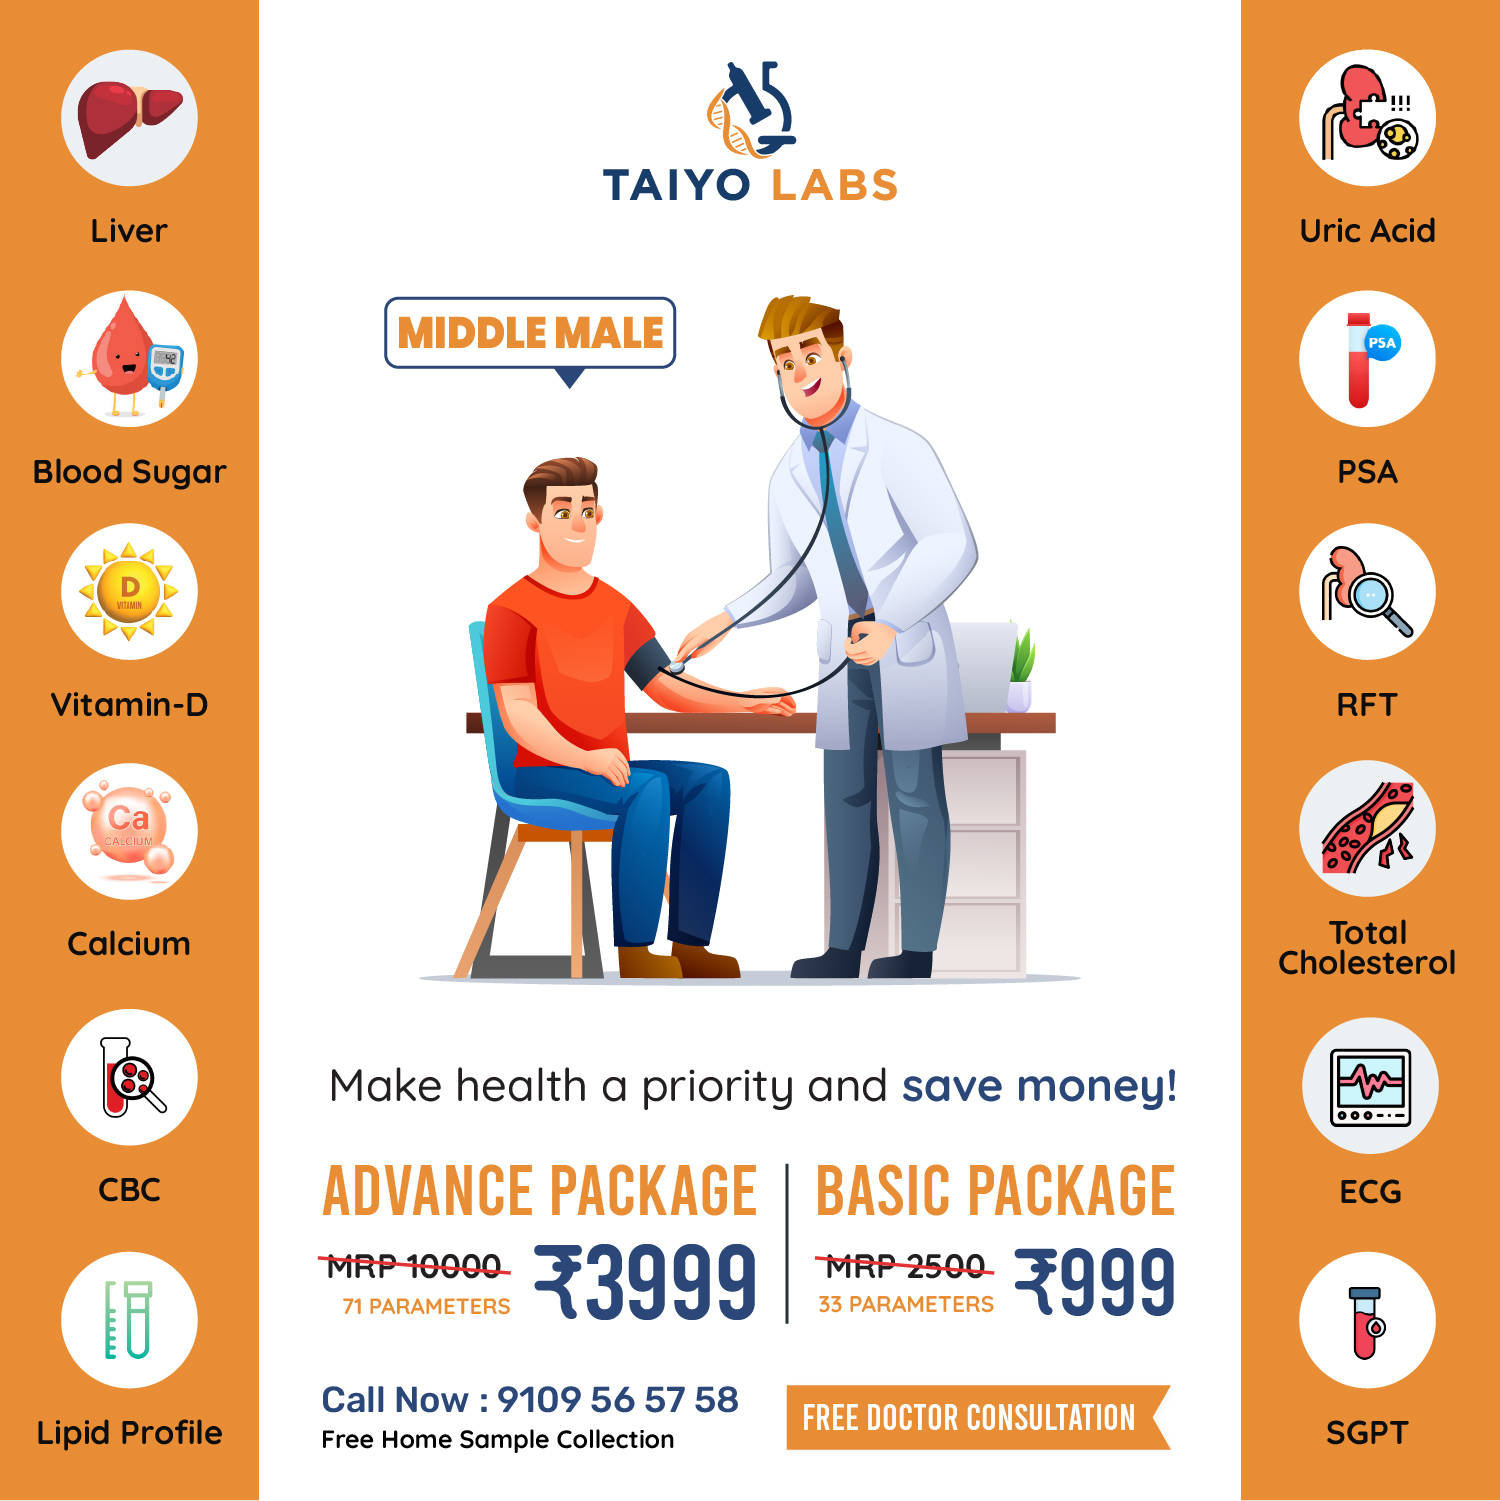 TAIYO LABS
MIDDLE MALE
Liver
Blood Sugar
42
D
VITAMIN
Vitamin-D
Ca
CALCIUM
Calcium
CBC
Lipid Profile
!!!
Uric Acid
PSA
PSA
RFT
Total
Cholesterol
ECG
SGPT
Make health a priority and save money!
ADVANCE PACKAGE
MRP 10000
71 PARAMETERS
₹3999
BASIC PACKAGE
MRP 2500
33 PARAMETERS
₹999
Call Now : 9109 56 57 58
Free Home Sample Collection
FREE DOCTOR CONSULTATION